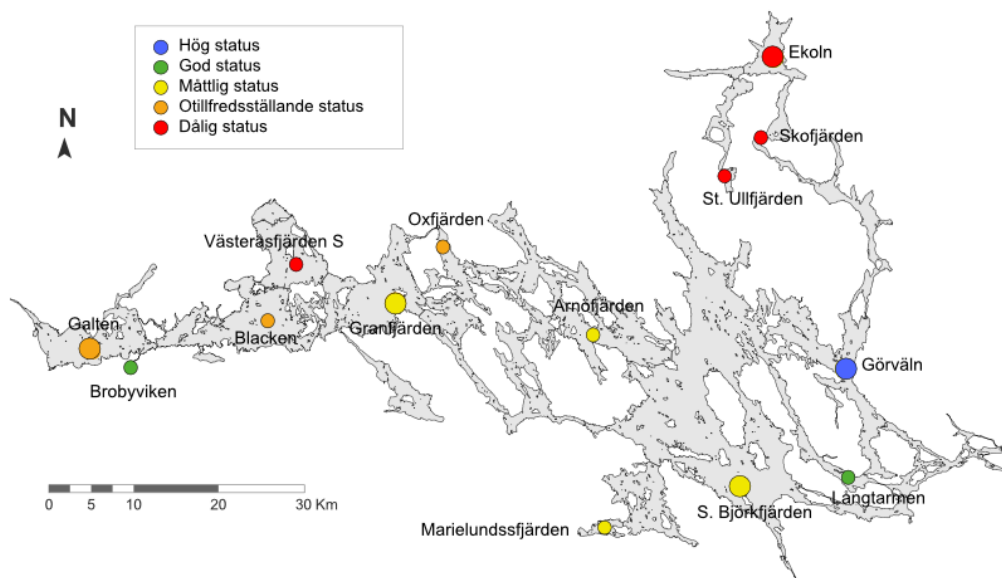 Hög status
God status
Måttlig status
Otillfredsställande status
Dålig status
N
Ekoln
Skofjärden
St. Ullfjärden
Oxfjärden
Västeråsfjärden S
Arnöfjärden
Galten
Blacken
Granfjärden
Görväln
Brobyviken
0 5 10 20 30 Km
Långtarmen
S. Björkfjärden
Marielundssfjärden